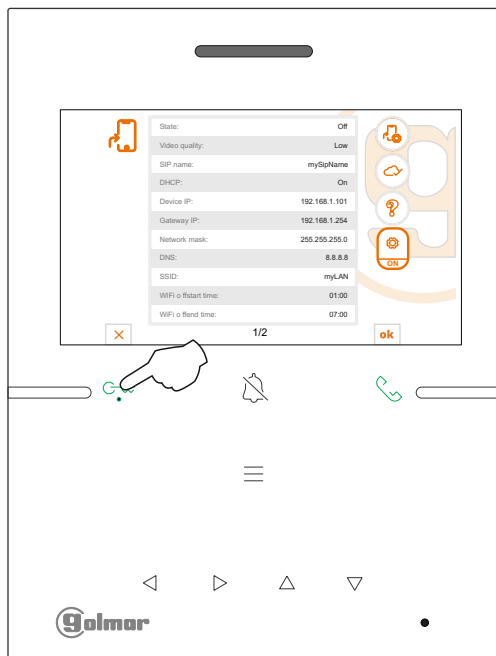 State: Off
Video quality: Low
SIP name: mySipName
DHCP: On
Device IP: 192.168.1.101
Gateway IP: 192.168.1.254
Network mask: 255.255.255.0
DNS: 8.8.8.8
SSID: myLAN
WIFi o ffstart time: 01:00
WiFi o ffend time: 07:00
ON
1/2
ok
golmar